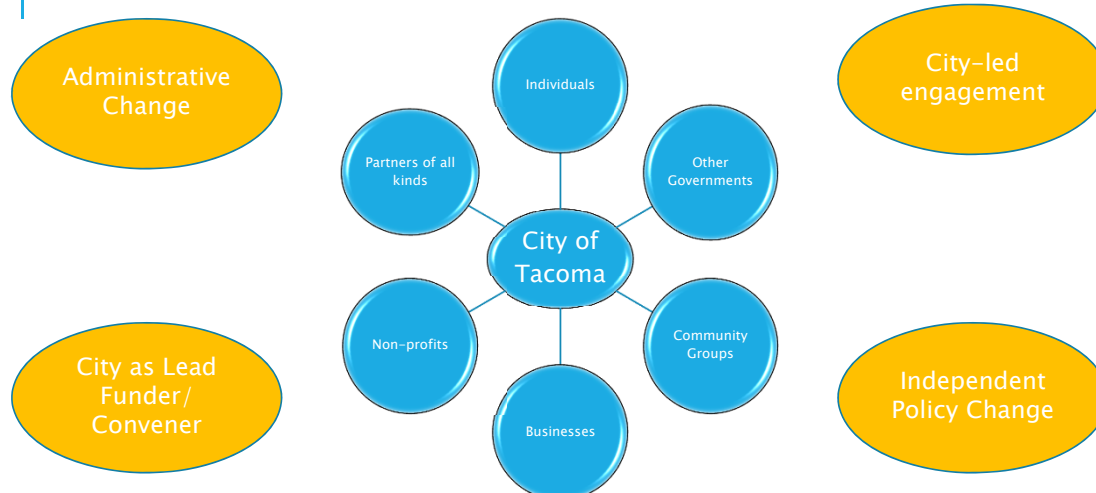 Administrative
Change
City-led
engagement
Individuals
Partners of all
kinds
Other
Governments
City of
Tacoma
Non-profits
Community
Groups
Businesses
City as Lead
Funder/
Convener
Independent
Policy Change